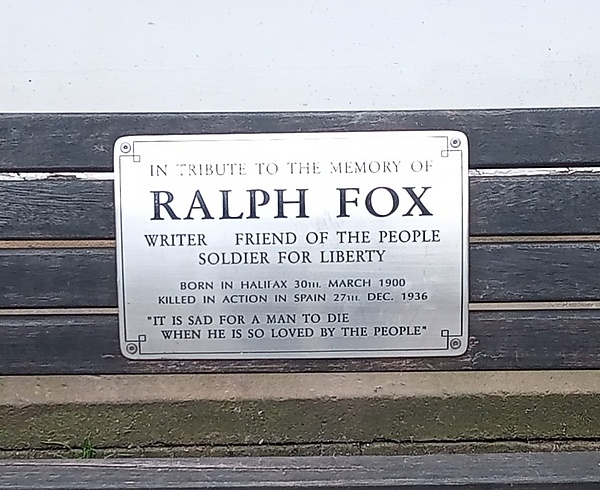 IN TRIBUTE TO THE MEMORY OF
RALPH FOX
WRITER FRIEND OF THE PEOPLE
SOLDIER FOR LIBERTY
BORN IN HALIFAX 30TH. MARCH 1900
KILLED IN ACTION IN SPAIN 27TH. DEC. 1936
"IT IS SAD FOR A MAN TO DIE
WHEN HE IS SO LOVED BY THE PEOPLE"